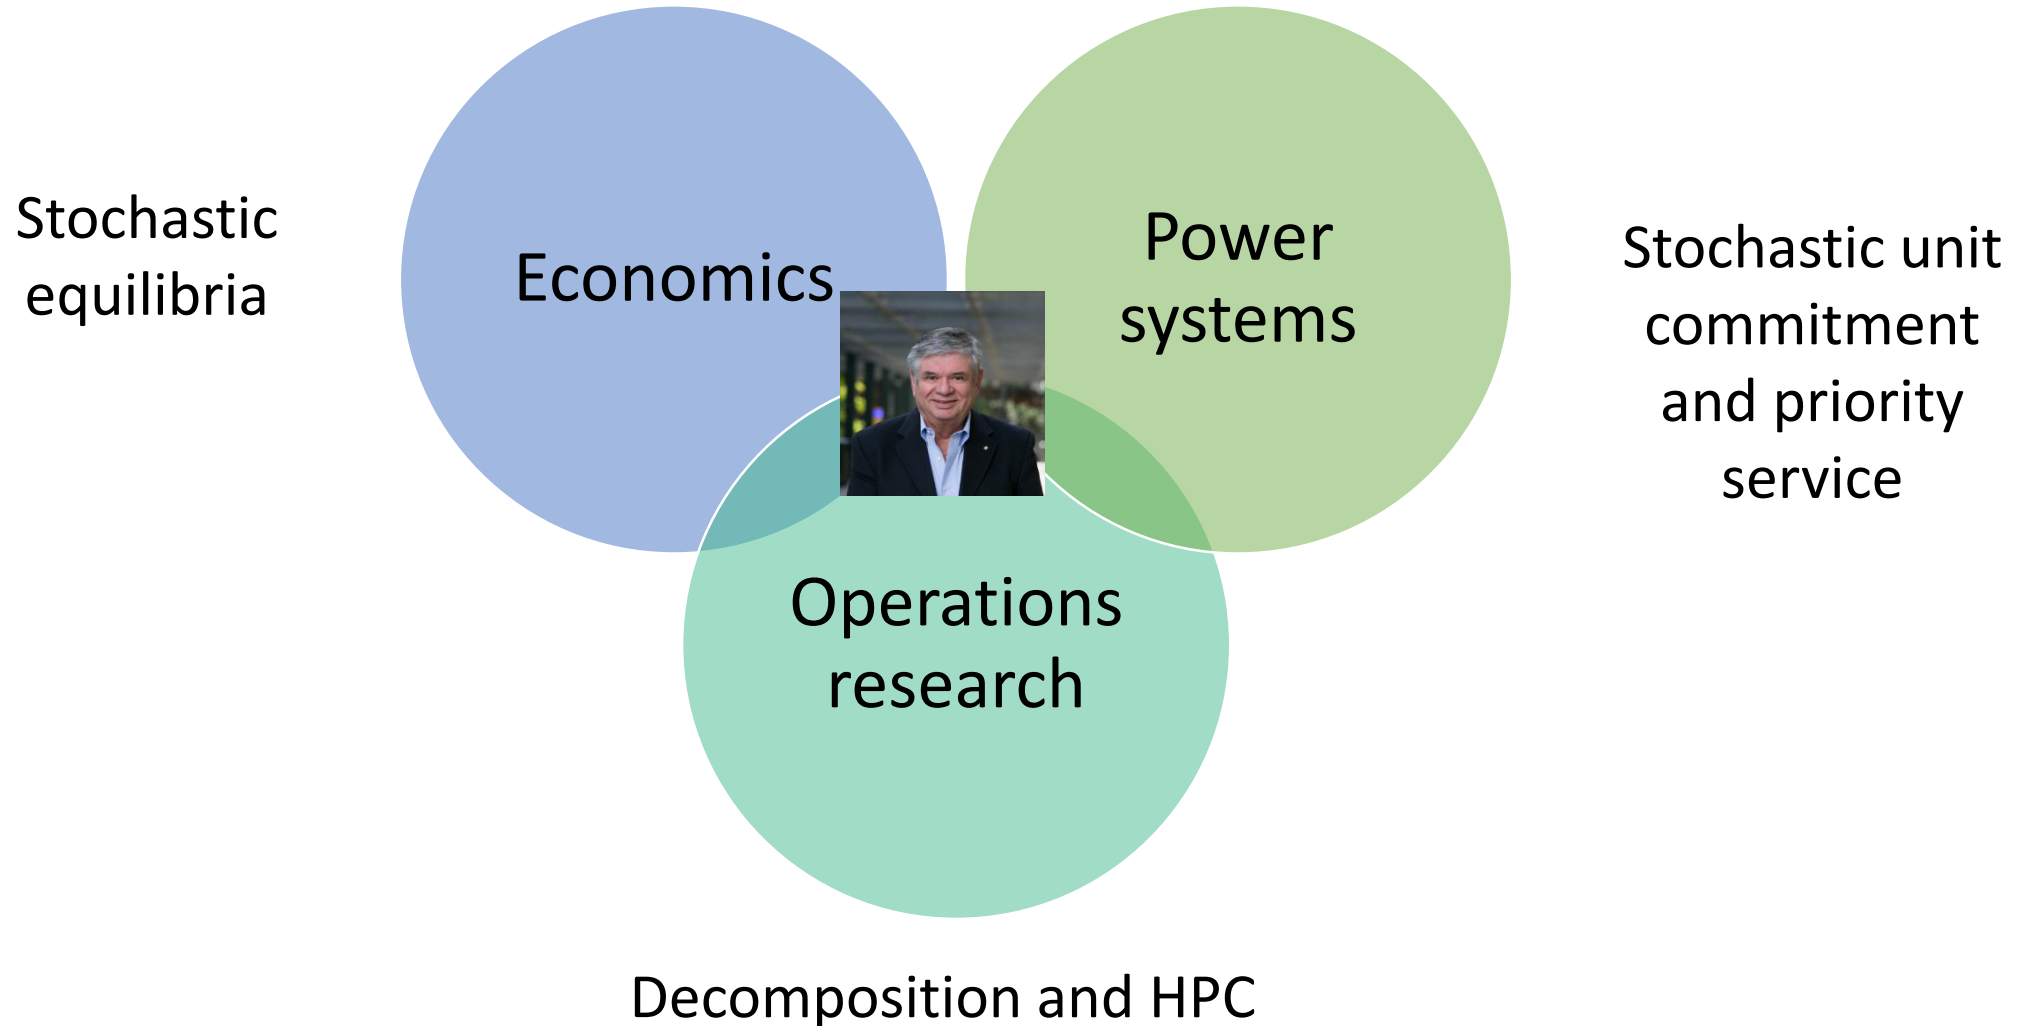 Stochastic
equilibria
Economics
Power
systems
Stochastic unit
commitment
and priority
service
Operations
research
Decomposition and HPC